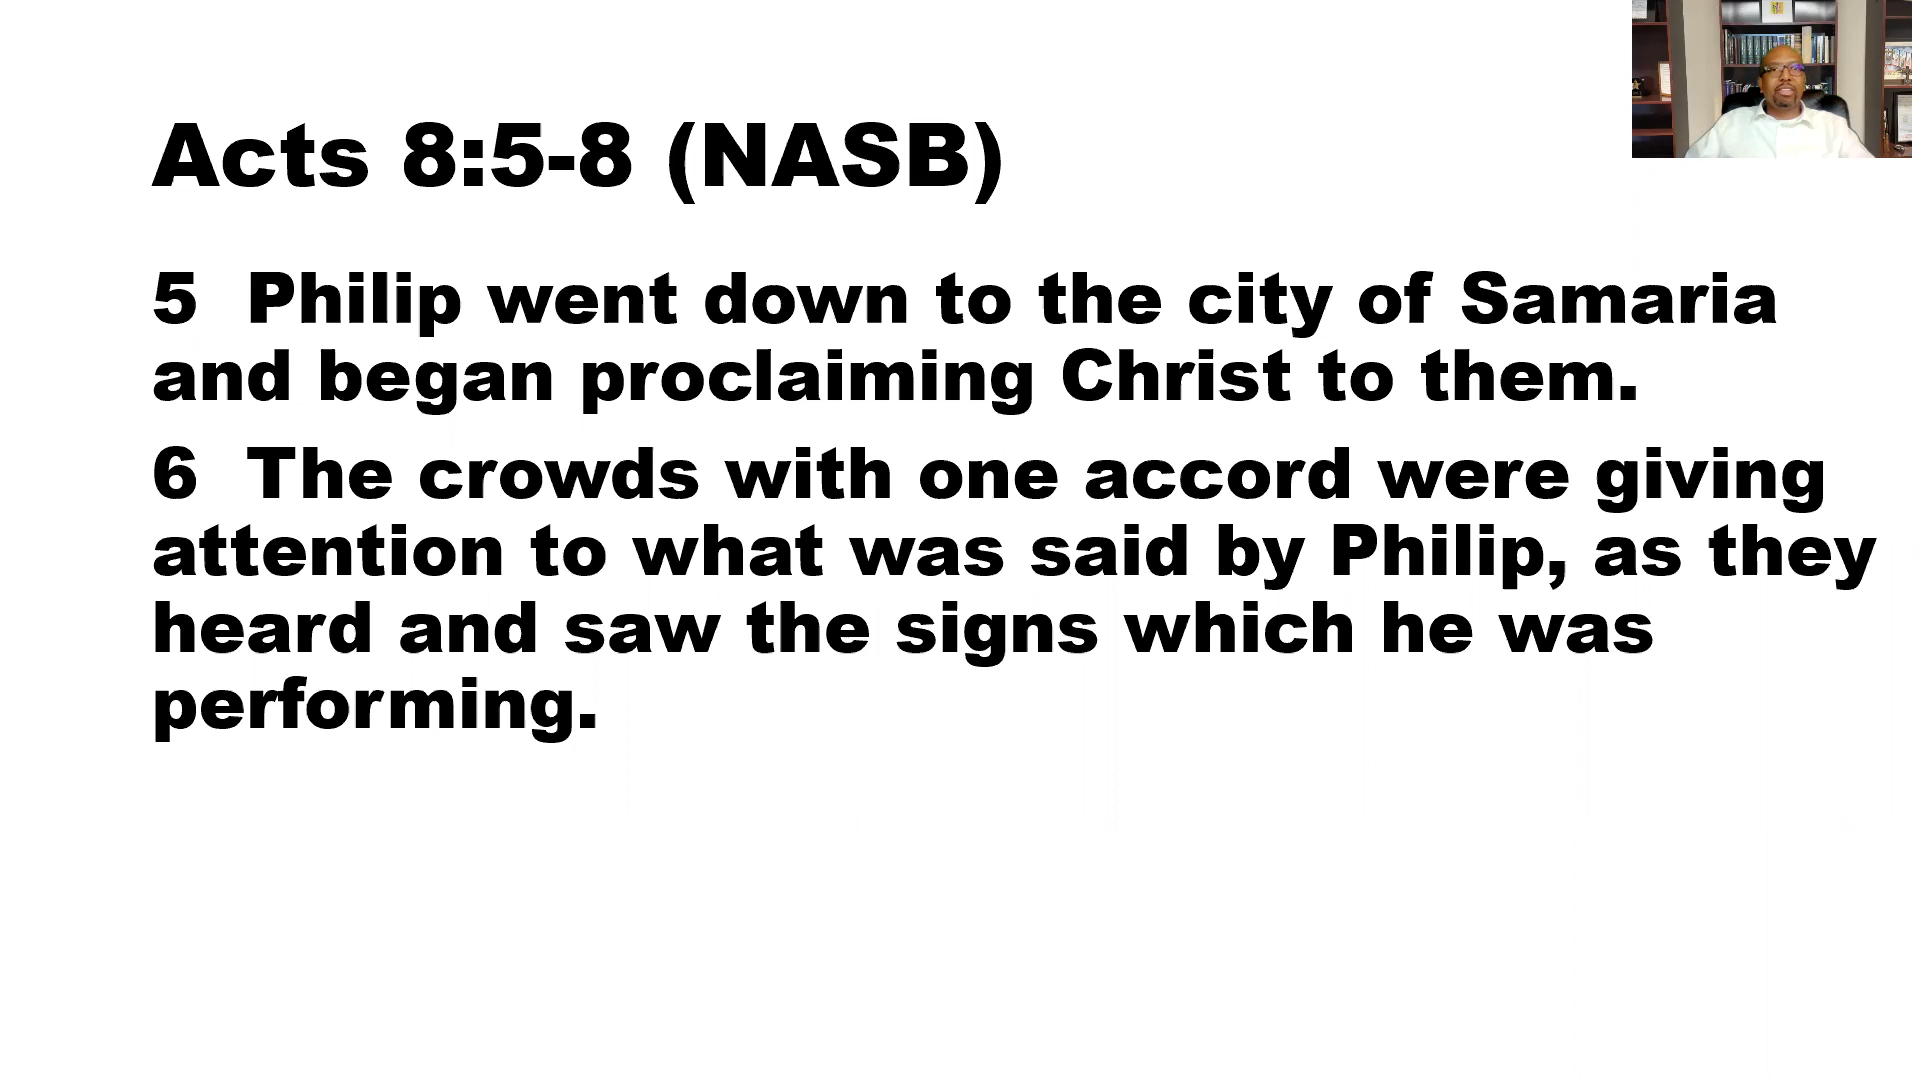 Acts 8:5-8 (NASB)
5 Philip went down to the city of Samaria
and began proclaiming Christ to them.
6 The crowds with one accord were giving
attention to what was said by Philip, as they
heard and saw the signs which he was
performing.